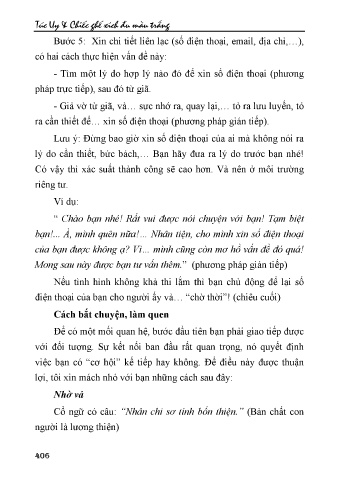 Túc Uy & Chiếc ghế xích đu màu trắng
Bước 5: Xin chi tiết liên lạc (số điện thoại, email, địa chỉ,…),
có hai cách thực hiện vấn đề này:
- Tìm một lý do hợp lý nào đó để xin số điện thoại (phương
pháp trực tiếp), sau đó từ giã.
- Giả vờ từ giã, và… sực nhớ ra, quay lại,… tỏ ra lưu luyến, tỏ
ra cần thiết để… xin số điện thoại (phương pháp gián tiếp).
Lưu ý: Đừng bao giờ xin số điện thoại của ai mà không nói ra
lý do cần thiết, bức bách,… Bạn hãy đưa ra lý do trước bạn nhé!
Có vậy thì xác suất thành công sẽ cao hơn. Và nên ở môi trường
riêng tư.
Ví dụ:
“ Chào bạn nhé! Rất vui được nói chuyện với bạn! Tạm biệt
bạn!... À, mình quên nữa!… Nhân tiện, cho mình xin số điện thoại
của bạn được không ạ? Vì… mình cũng còn mơ hồ vấn đề đó quá!
Mong sau này được bạn tư vấn thêm.” (phương pháp gián tiếp)
Nếu tình hình không khả thi lắm thì bạn chủ động để lại số
điện thoại của bạn cho người ấy và… “chờ thời”! (chiêu cuối)
Cách bắt chuyện, làm quen
Để có một mối quan hệ, bước đầu tiên bạn phải giao tiếp được
với đối tượng. Sự kết nối ban đầu rất quan trọng, nó quyết định
việc bạn có “cơ hội” kế tiếp hay không. Để điều này được thuận
lợi, tôi xin mách nhỏ với bạn những cách sau đây:
Nhờ vả
Cổ ngữ có câu: “Nhân chi sơ tính bổn thiện.” (Bản chất con
người là lương thiện)
406